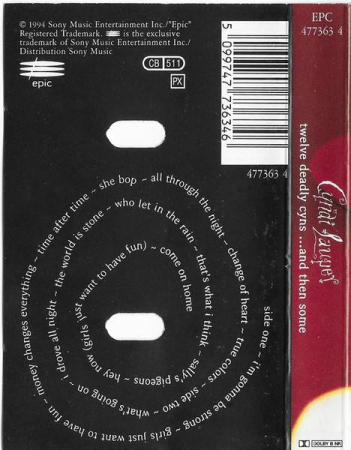 © 1994 Sony Music Entertainment Inc./"Epic"
Registered Trademark. is the exclusive
trademark of Sony Music Entertainment Inc./
Distribution Sony Music
epic
CB 511
PX
5 099747 736346
477363 4
EPC
477363 4
Cyndi Lauper
twelve deadly cyns ...and then some
side one ~ i'm gonna be strong ~ girls just want to have fun ~ money changes everything ~ time after time ~ she bop ~ all through the night ~ change of heart ~ true colors ~ side two ~ what's going on ~ i drove all night ~ the world is stone ~ who let in the rain ~ that's what i think ~ sally's pigeons ~ hey now (girls just want to have fun) ~ come on home
DOLBY B NR